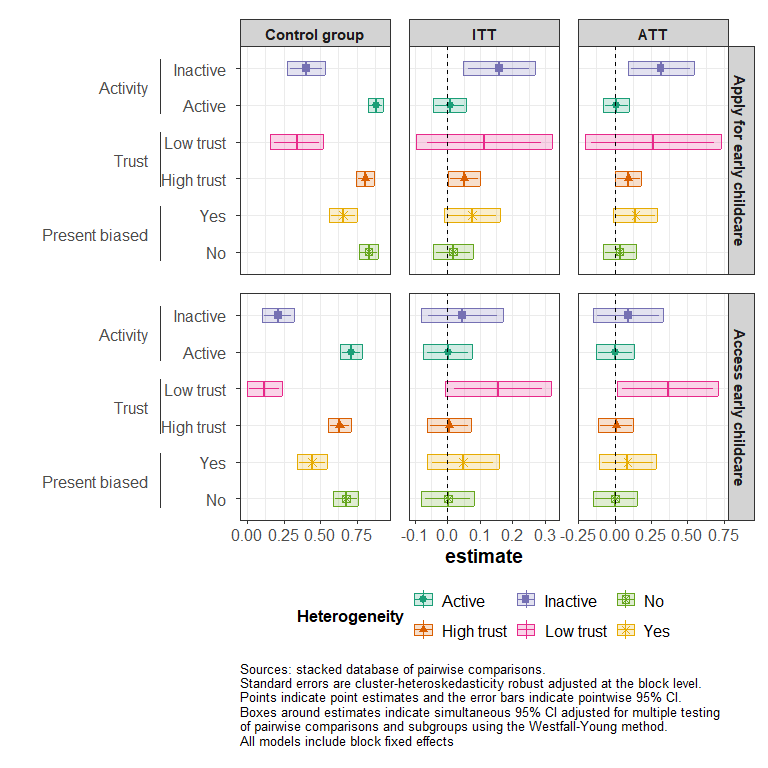 Control group
ITT
ATT
Activity
Inactive
Active
Trust
Low trust
High trust
Present biased
Yes
No
Apply for early childcare
Activity
Inactive
Active
Trust
Low trust
High trust
Present biased
Yes
No
Access early childcare
0.00 0.25 0.50 0.75
-0.1 0.0 0.1 0.2 0.3
-0.25 0.00 0.25 0.50 0.75
estimate
Heterogeneity
Active Inactive No
High trust Low trust Yes
Sources: stacked database of pairwise comparisons.
Standard errors are cluster-heteroskedasticity robust adjusted at the block level.
Points indicate point estimates and the error bars indicate pointwise 95% CI.
Boxes around estimates indicate simultaneous 95% CI adjusted for multiple testing
of pairwise comparisons and subgroups using the Westfall-Young method.
All models include block fixed effects